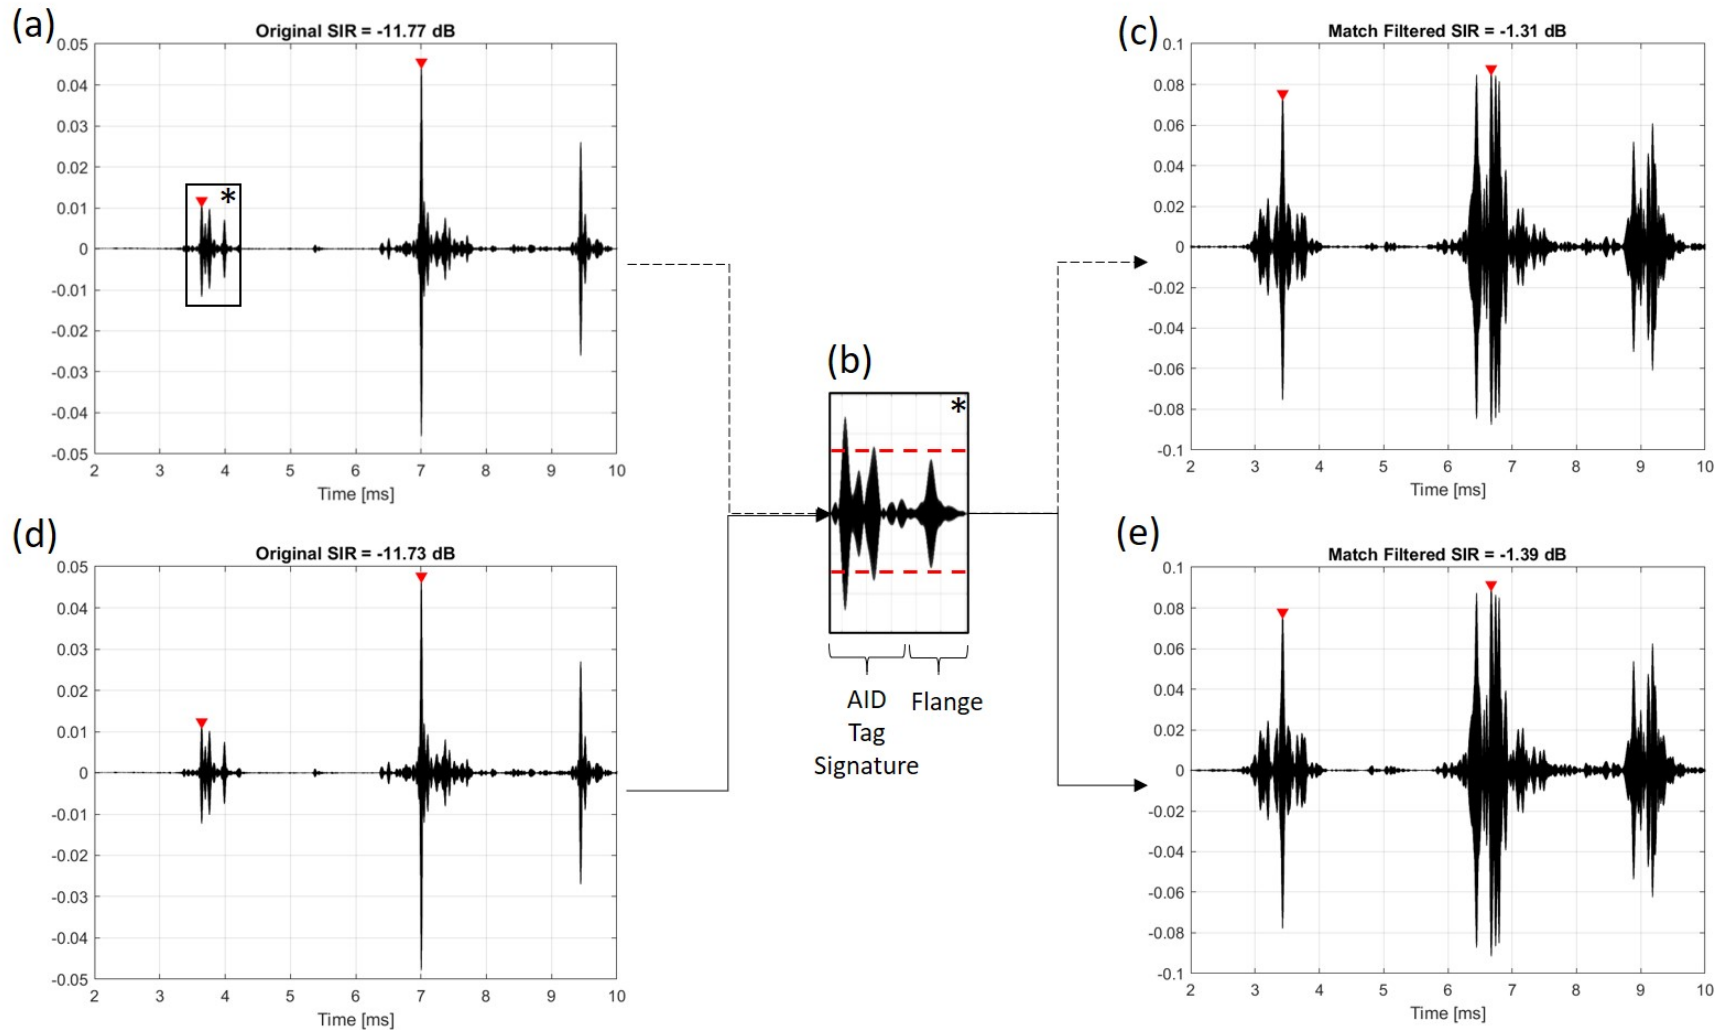 (a)
Original SIR = -11.77 dB
0.05
0.04
0.03
0.02
0.01
0
-0.01
-0.02
-0.03
-0.04
-0.05
*
2 3 4 5 6 7 8 9 10
Time [ms]
(b)
*
AID
Tag
Signature
Flange
(c)
Match Filtered SIR = -1.31 dB
0.1
0.08
0.06
0.04
0.02
0
-0.02
-0.04
-0.06
-0.08
-0.1
2 3 4 5 6 7 8 9 10
Time [ms]
(d)
Original SIR = -11.73 dB
0.05
0.04
0.03
0.02
0.01
0
-0.01
-0.02
-0.03
-0.04
-0.05
2 3 4 5 6 7 8 9 10
Time [ms]
(e)
Match Filtered SIR = -1.39 dB
0.1
0.08
0.06
0.04
0.02
0
-0.02
-0.04
-0.06
-0.08
-0.1
2 3 4 5 6 7 8 9 10
Time [ms]